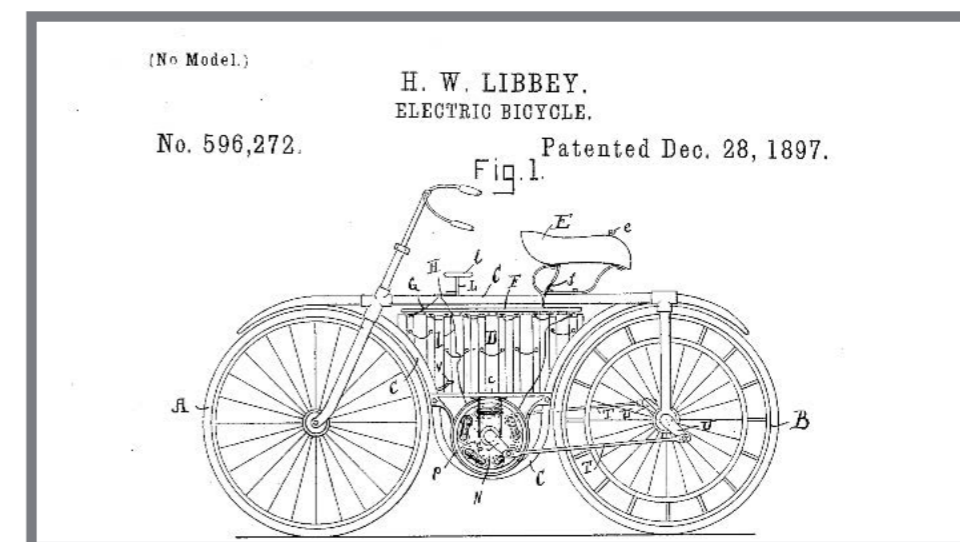 (No Model.)
H. W. LIBBEY.
ELECTRIC BICYCLE.
No. 596,272.
Patented Dec. 28, 1897.
Fig. 1.
E e
H l
G L C F f
D
C
V c
A
T U U B
P N C T